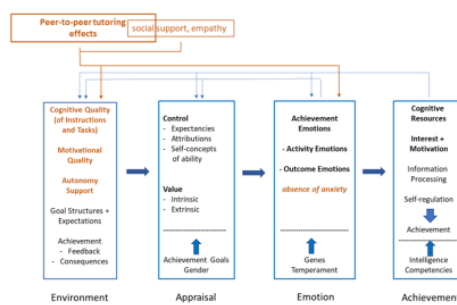 Peer-to-peer tutoring
effects
social support, empathy
Cognitive Quality
(of Instructions
and Tasks)
Motivational
Quality
Autonomy
Support
Goal Structures +
Expectations
Achievement
- Feedback
- Consequences
Environment
Control
- Expectancies
- Attributions
- Self-concepts
of ability
Value
- Intrinsic
- Extrinsic
Achievement Goals
Gender
Appraisal
Achievement
Emotions
- Activity Emotions
- Outcome Emotions
absence of anxiety
Genes
Temperament
Emotion
Cognitive
Resources
Interest +
Motivation
Information
Processing
Self-regulation
Achievement
Intelligence
Competencies
Achievemen